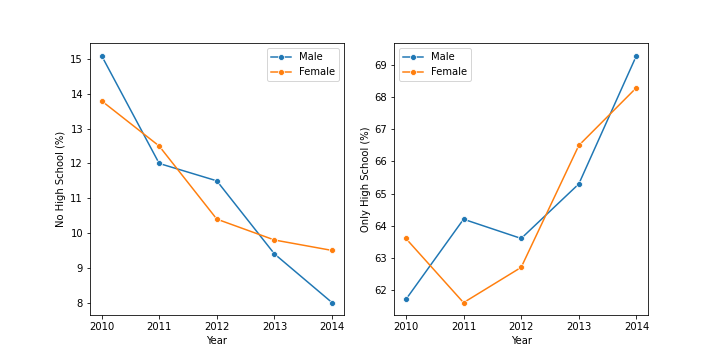 No High School (%)
15
14
13
12
11
10
9
8
Male
Female
2010 2011 2012 2013 2014
Year
Only High School (%)
69
68
67
66
65
64
63
62
Male
Female
2010 2011 2012 2013 2014
Year